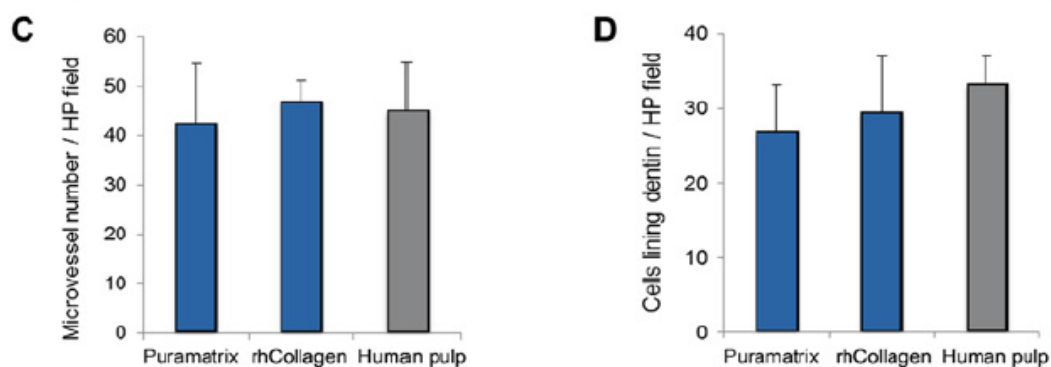 C
Microvessel number / HP field
60
50
40
30
20
10
0
Puramatrix rhCollagen Human pulp
D
Cells lining dentin / HP field
40
30
20
10
0
Puramatrix rhCollagen Human pulp